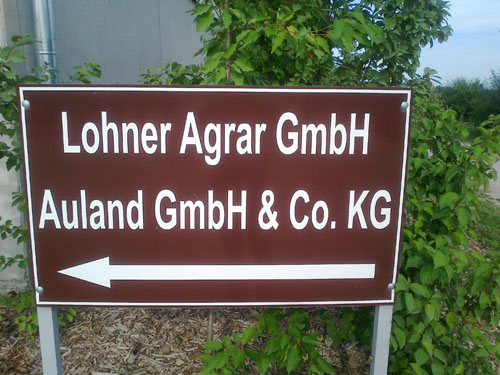 Lohner Agrar GmbH
Auland GmbH & Co. KG